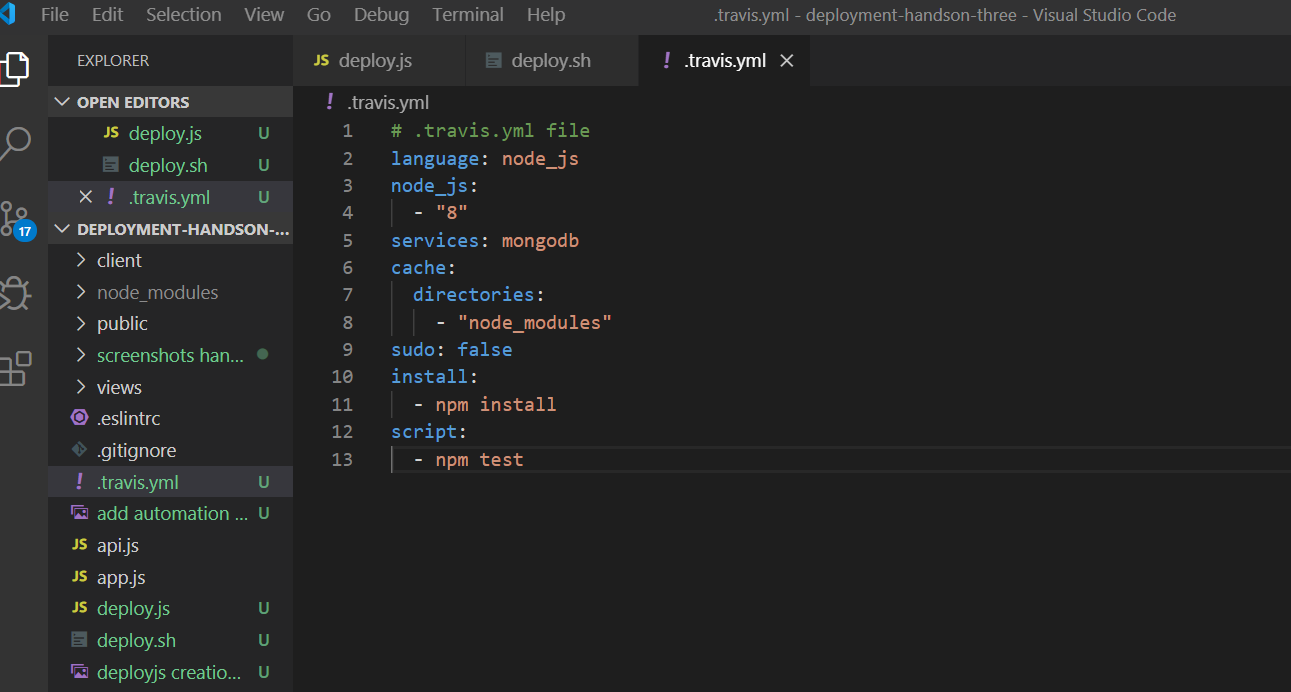 File Edit Selection View Go Debug Terminal Help .travis.yml - deployment-handson-three - Visual Studio Code
EXPLORER
JS deploy.js
deploy.sh
! .travis.yml ×
OPEN EDITORS
JS deploy.js U
deploy.sh U
× ! .travis.yml U
17
DEPLOYMENT-HANDSON-...
client
node_modules
public
screenshots han...
views
.eslintrc
.gitignore
! .travis.yml U
add automation ... U
JS api.js
JS app.js
JS deploy.js U
deploy.sh U
deployjs creatio... U
! .travis.yml
1 # .travis.yml file
2 language: node_js
3 node_js:
4 - "8"
5 services: mongodb
6 cache:
7 directories:
8 - "node_modules"
9 sudo: false
10 install:
11 - npm install
12 script:
13 - npm test